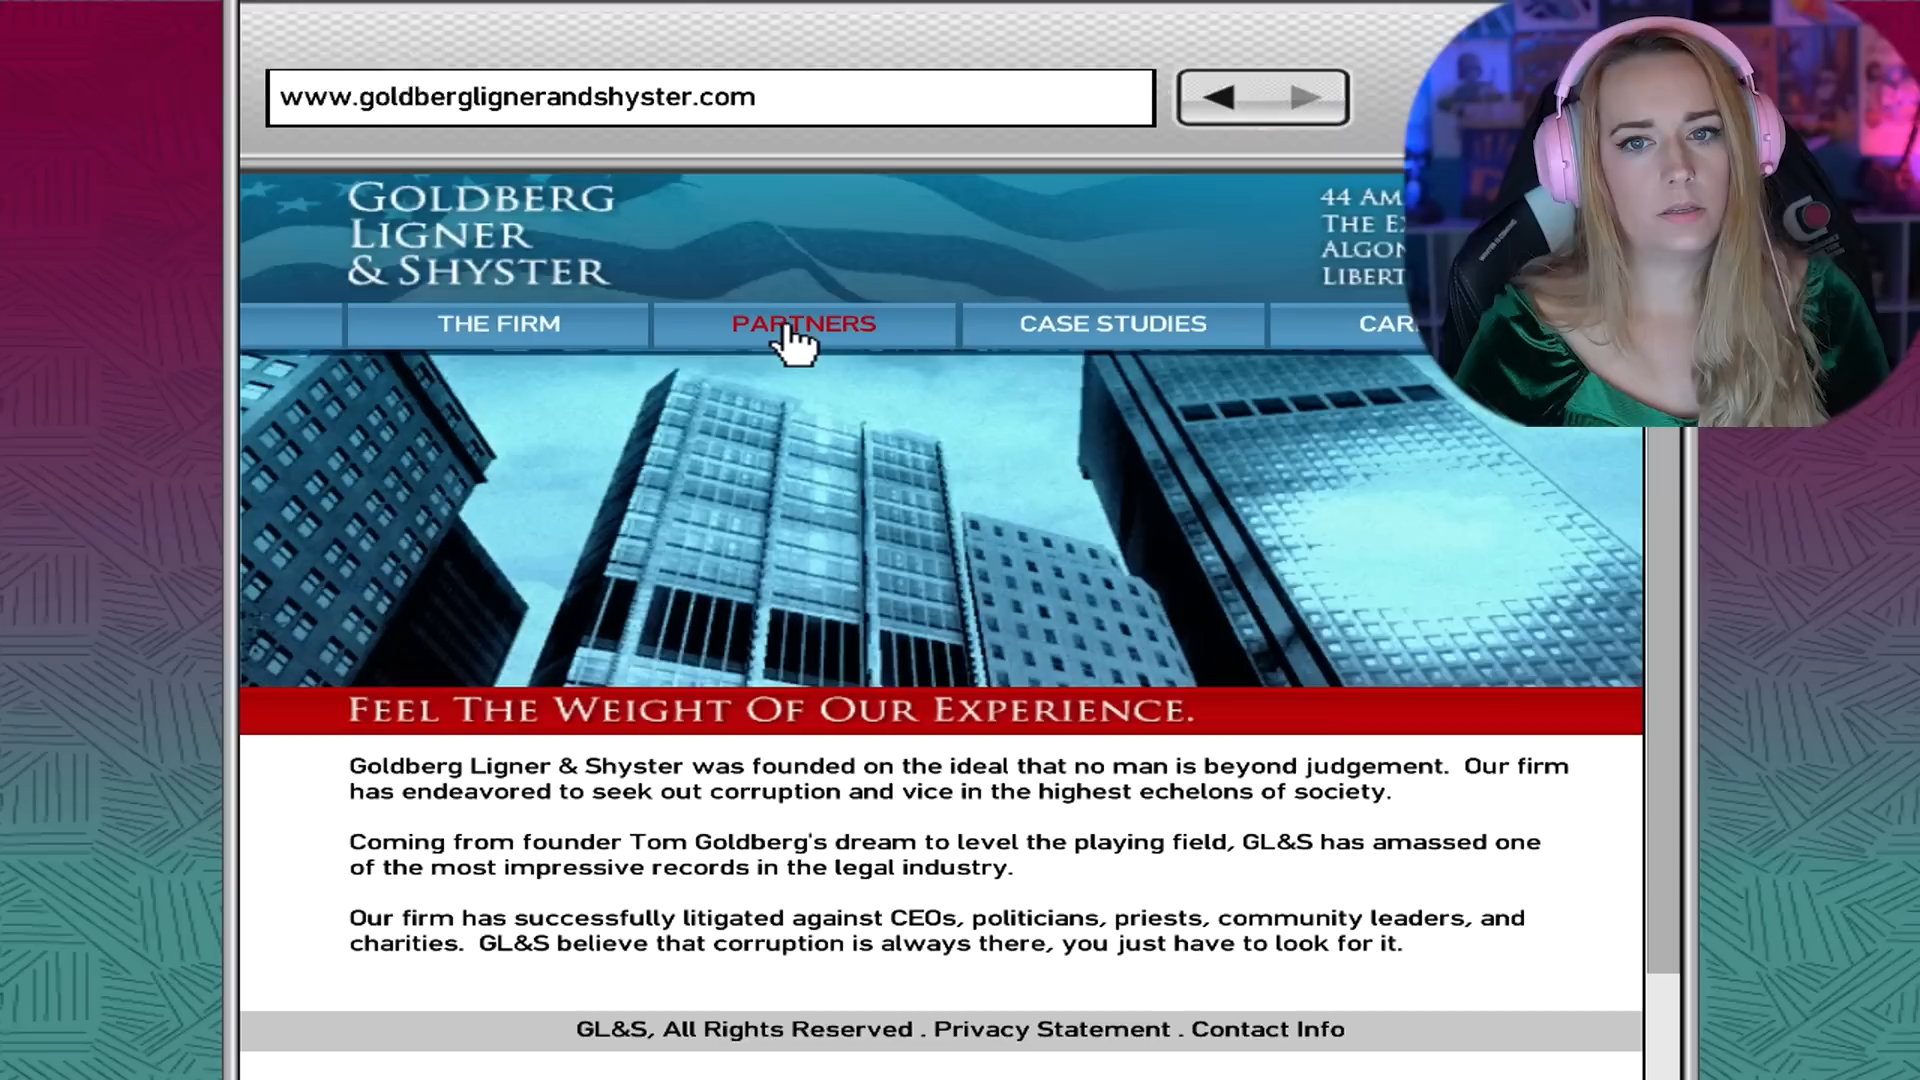 www.goldberglignerandshyster.com
GOLDBERG
LIGNER
& SHYSTER
44 AM
THE EX
ALGON
LIBERT
THE FIRM
PARTNERS
CASE STUDIES
CAR
FEEL THE WEIGHT OF OUR EXPERIENCE.
Goldberg Ligner & Shyster was founded on the ideal that no man is beyond judgement. Our firm
has endeavored to seek out corruption and vice in the highest echelons of society.
Coming from founder Tom Goldberg's dream to level the playing field, GL&S has amassed one
of the most impressive records in the legal industry.
Our firm has successfully litigated against CEOs, politicians, priests, community leaders, and
charities. GL&S believe that corruption is always there, you just have to look for it.
GL&S, All Rights Reserved . Privacy Statement . Contact Info